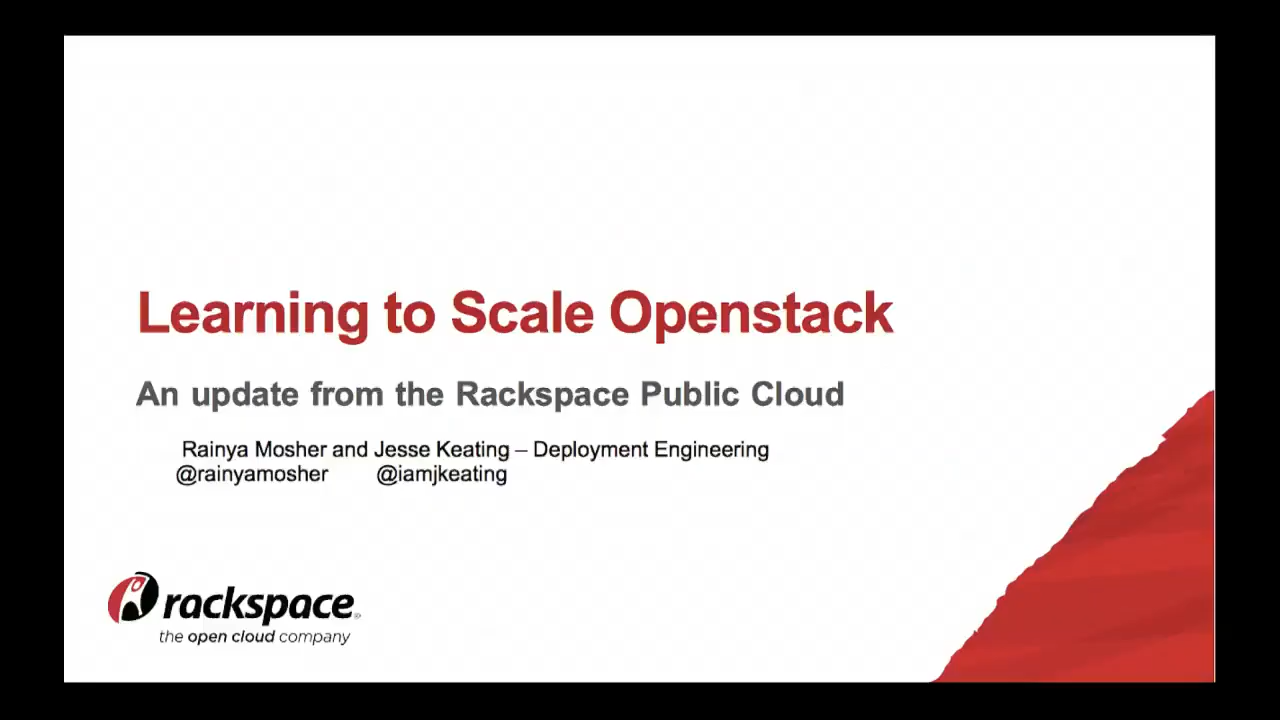 Learning to Scale Openstack
An update from the Rackspace Public Cloud
Rainya Mosher and Jesse Keating – Deployment Engineering
@rainyamosher @iamjkeating
rackspace®
the open cloud company